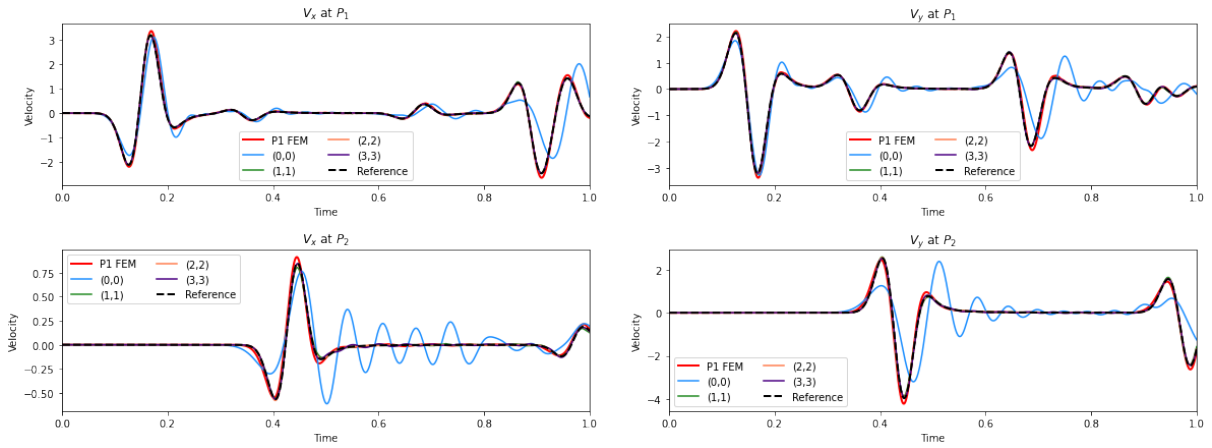 $V_x$ at $P_1$
Velocity
3
2
1
0
−1
−2
0.0 0.2 0.4 0.6 0.8 1.0
Time
P1 FEM (2,2)
(0,0) (3,3)
(1,1) Reference
$V_y$ at $P_1$
Velocity
2
1
0
−1
−2
−3
0.0 0.2 0.4 0.6 0.8 1.0
Time
P1 FEM (2,2)
(0,0) (3,3)
(1,1) Reference
$V_x$ at $P_2$
Velocity
0.75
0.50
0.25
0.00
−0.25
−0.50
0.0 0.2 0.4 0.6 0.8 1.0
Time
P1 FEM (2,2)
(0,0) (3,3)
(1,1) Reference
$V_y$ at $P_2$
Velocity
2
0
−2
−4
0.0 0.2 0.4 0.6 0.8 1.0
Time
P1 FEM (2,2)
(0,0) (3,3)
(1,1) Reference